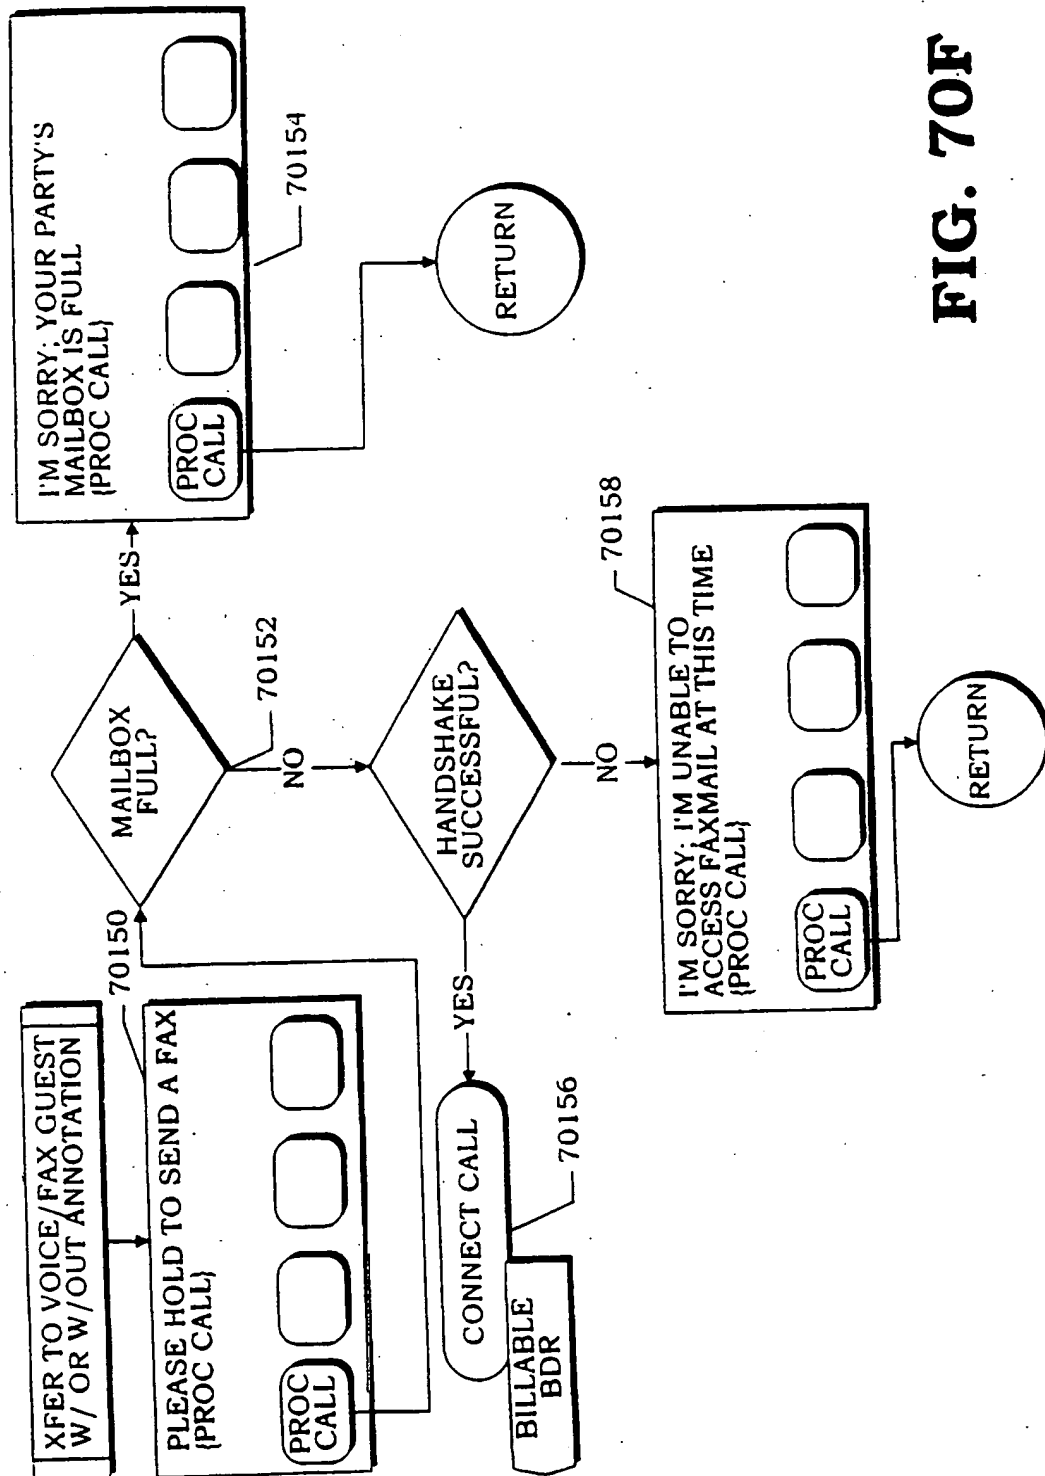 XFER TO VOICE/FAX GUEST
W/ OR W/OUT ANNOTATION
70150
PLEASE HOLD TO SEND A FAX
{PROC CALL}
PROC
CALL
MAILBOX
FULL?
70152
YES
NO
I'M SORRY; YOUR PARTY'S
MAILBOX IS FULL
{PROC CALL}
PROC
CALL
70154
RETURN
HANDSHAKE
SUCCESSFUL?
YES
NO
CONNECT CALL
70156
BILLABLE
BDR
70158
I'M SORRY; I'M UNABLE TO
ACCESS FAXMAIL AT THIS TIME
{PROC CALL}
PROC
CALL
RETURN
FIG. 70F